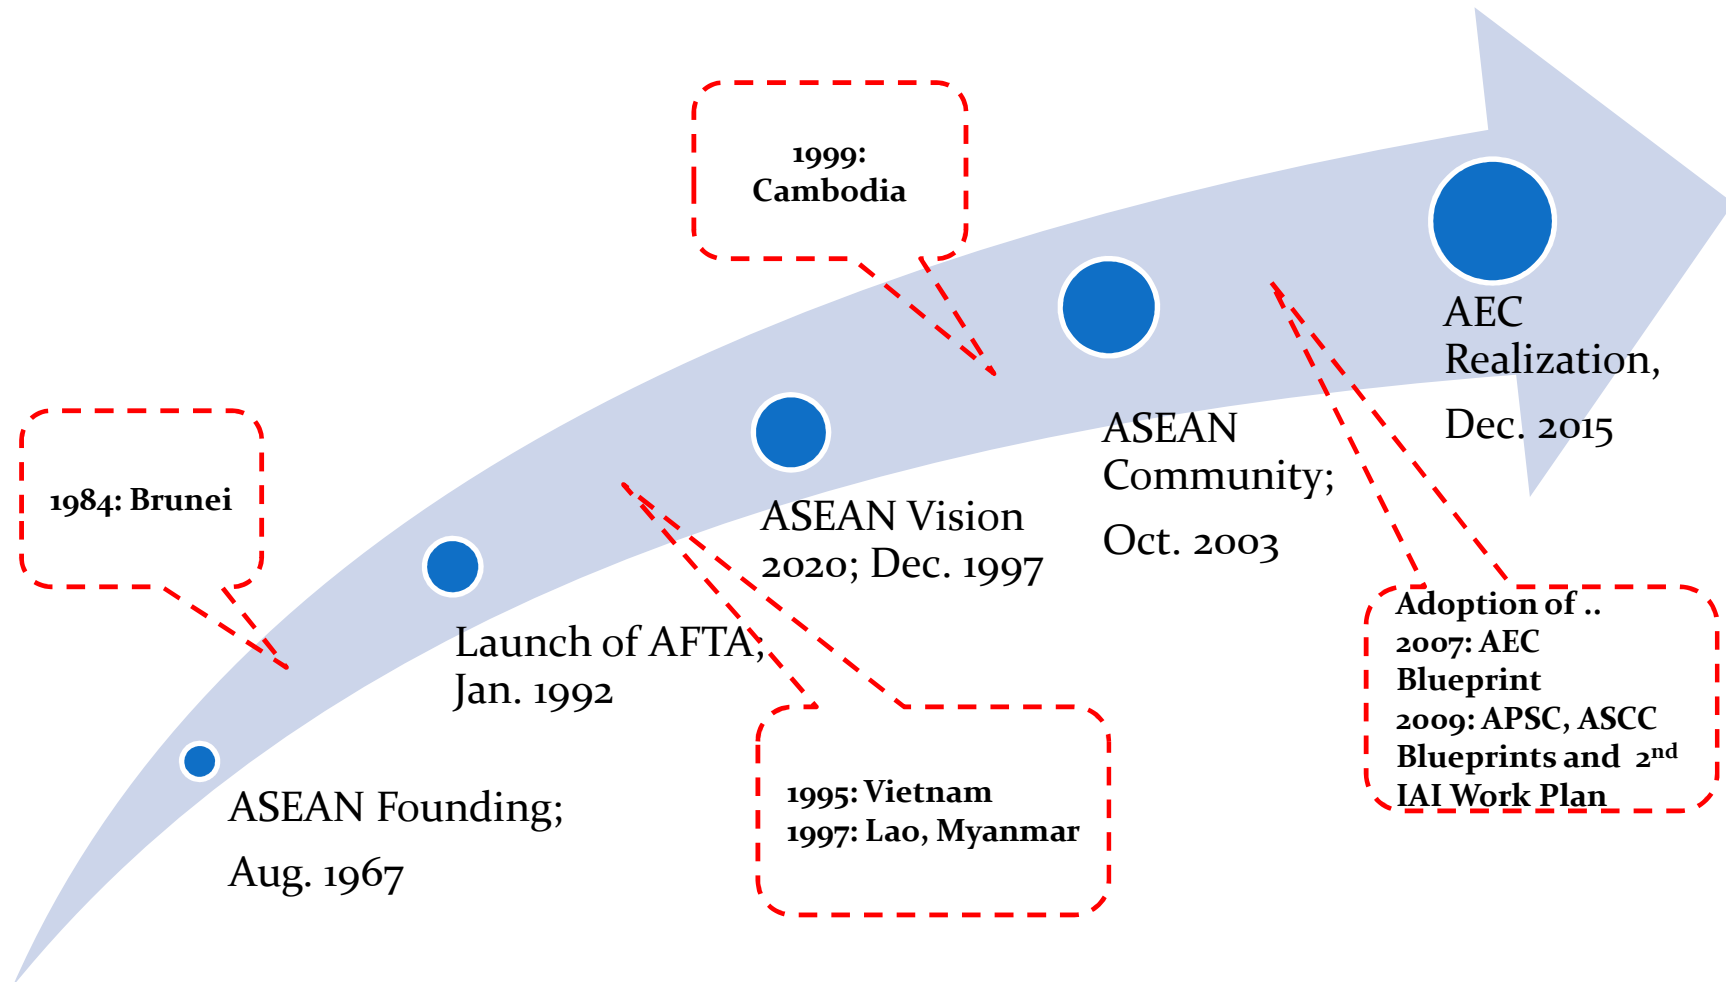 1999:
Cambodia
AEC
Realization,
Dec. 2015
ASEAN
Community;
Oct. 2003
1984: Brunei
ASEAN Vision
2020; Dec. 1997
Launch of AFTA;
Jan. 1992
Adoption of ..
2007: AEC
Blueprint
2009: APSC, ASCC
Blueprints and 2nd
IAI Work Plan
1995: Vietnam
1997: Lao, Myanmar
ASEAN Founding;
Aug. 1967